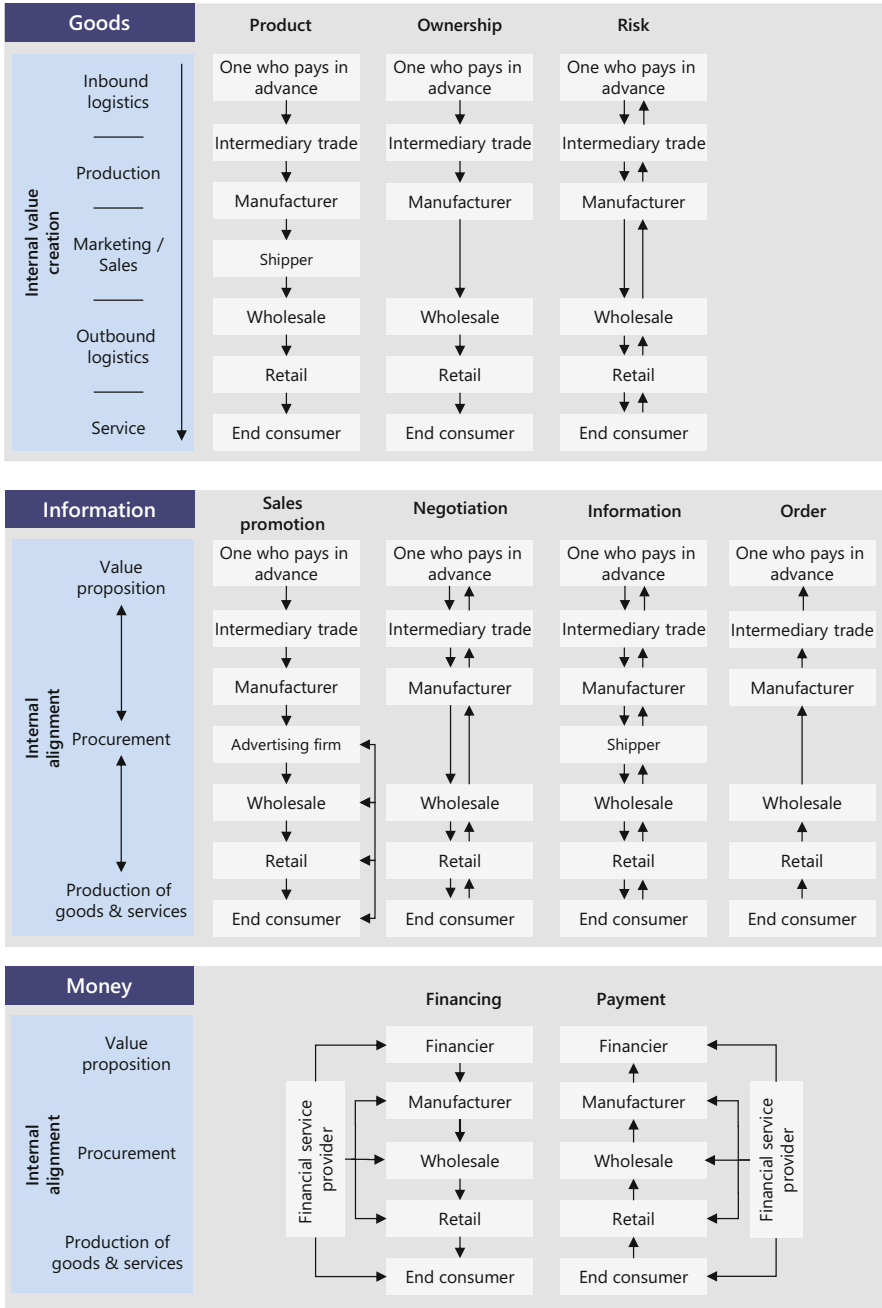 Goods
Product
Ownership
Risk
Internal value
creation
Inbound
logistics
Production
Marketing /
Sales
Outbound
logistics
Service
One who pays in
advance
Intermediary trade
Manufacturer
Shipper
Wholesale
Retail
End consumer
One who pays in
advance
Intermediary trade
Manufacturer
Wholesale
Retail
End consumer
One who pays in
advance
Intermediary trade
Manufacturer
Wholesale
Retail
End consumer
Information
Sales
promotion
Negotiation
Information
Order
Internal
alignment
Value
proposition
Procurement
Production of
goods & services
One who pays in
advance
Intermediary trade
Manufacturer
Advertising firm
Wholesale
Retail
End consumer
One who pays in
advance
Intermediary trade
Manufacturer
Wholesale
Retail
End consumer
One who pays in
advance
Intermediary trade
Manufacturer
Shipper
Wholesale
Retail
End consumer
One who pays in
advance
Intermediary trade
Manufacturer
Wholesale
Retail
End consumer
Money
Financing
Payment
Internal
alignment
Value
proposition
Procurement
Production of
goods & services
Financial service
provider
Financier
Manufacturer
Wholesale
Retail
End consumer
Financier
Manufacturer
Wholesale
Retail
End consumer
Financial service
provider